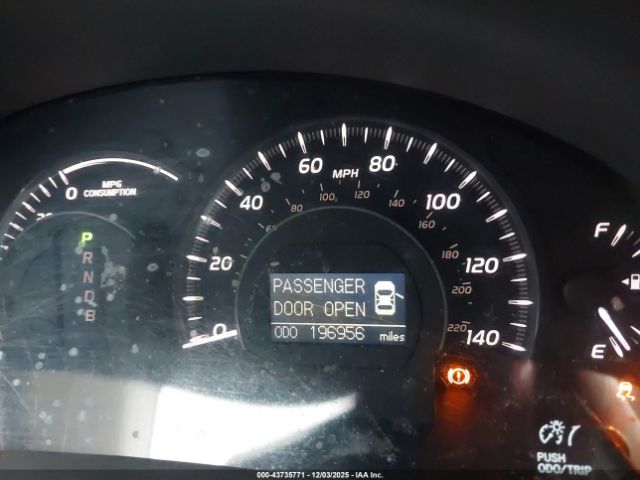 MPG
CONSUMPTION
0
P
R
N
D
B
0
20
40
60
80
100
120
140
MPH
80
100
120
140
160
180
200
220
PASSENGER
DOOR OPEN
ODO 196956 miles
F
E
PUSH
ODO/TRIP
000-43735771 - 12/03/2025 - IAA Inc.